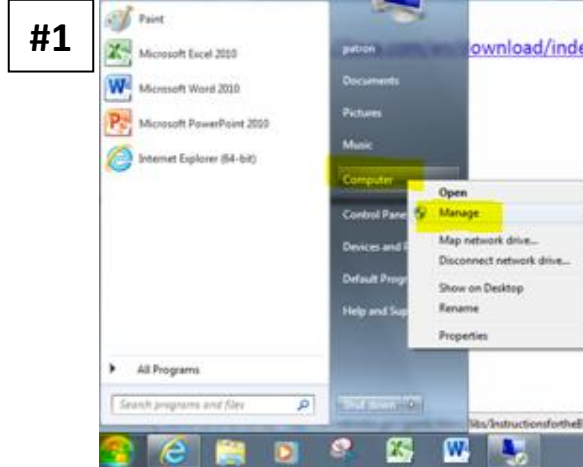 #1
Paint
Microsoft Excel 2010
Microsoft Word 2010
Microsoft PowerPoint 2010
Internet Explorer (64-bit)
All Programs
Search programs and files
patron
Documents
Pictures
Music
Computer
Control Pane
Devices and
Default Progr
Help and Sup
Shut down
Open
Manage
Map network drive...
Disconnect network drive...
Show on Desktop
Rename
Properties
ownload/inde